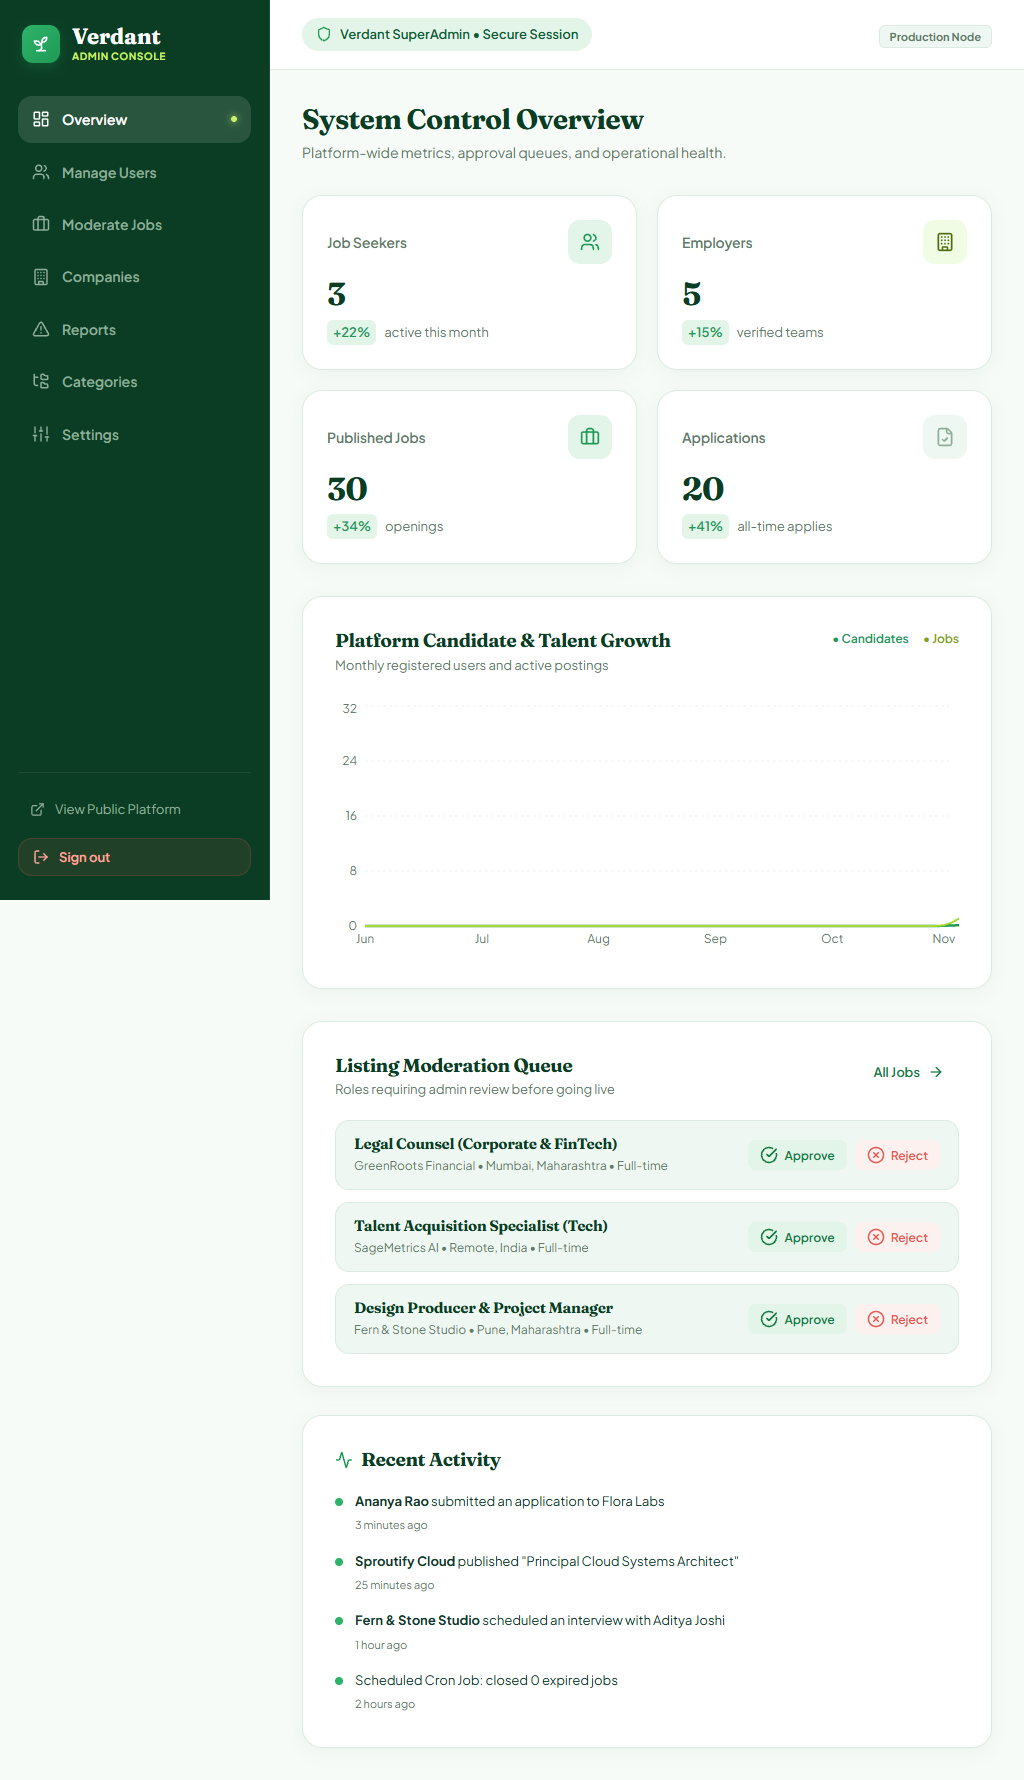 Verdant
ADMIN CONSOLE
Overview
Manage Users
Moderate Jobs
Companies
Reports
Categories
Settings
View Public Platform
Sign out
Verdant SuperAdmin • Secure Session
Production Node
System Control Overview
Platform-wide metrics, approval queues, and operational health.
Job Seekers
3
+22% active this month
Employers
5
+15% verified teams
Published Jobs
30
+34% openings
Applications
20
+41% all-time applies
Platform Candidate & Talent Growth
Monthly registered users and active postings
• Candidates • Jobs
32
24
16
8
0
Jun Jul Aug Sep Oct Nov
Listing Moderation Queue
Roles requiring admin review before going live
All Jobs
Legal Counsel (Corporate & FinTech)
GreenRoots Financial • Mumbai, Maharashtra • Full-time
Approve Reject
Talent Acquisition Specialist (Tech)
SageMetrics AI • Remote, India • Full-time
Approve Reject
Design Producer & Project Manager
Fern & Stone Studio • Pune, Maharashtra • Full-time
Approve Reject
Recent Activity
Ananya Rao submitted an application to Flora Labs
3 minutes ago
Sproutify Cloud published "Principal Cloud Systems Architect"
25 minutes ago
Fern & Stone Studio scheduled an interview with Aditya Joshi
1 hour ago
Scheduled Cron Job: closed 0 expired jobs
2 hours ago